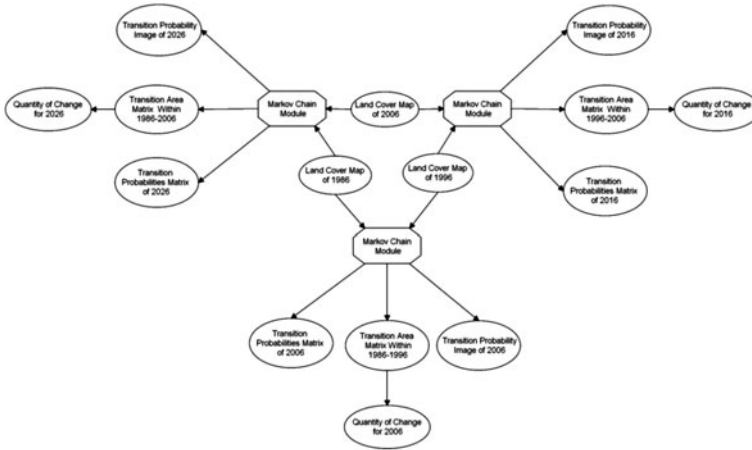 Transition Probability
Image of 2026
Transition Probability
Image of 2016
Quantity of Change
for 2026
Transition Area
Matrix Within
1986-2006
Markov Chain
Module
Land Cover Map
of 2006
Markov Chain
Module
Transition Area
Matrix Within
1996-2006
Quantity of Change
for 2016
Transition
Probabilities Matrix
of 2026
Land Cover Map
of 1986
Land Cover Map
of 1996
Transition
Probabilities Matrix
of 2016
Markov Chain
Module
Transition
Probabilities Matrix
of 2006
Transition Area
Matrix Within
1986-1996
Transition Probability
Image of 2006
Quantity of Change
for 2006